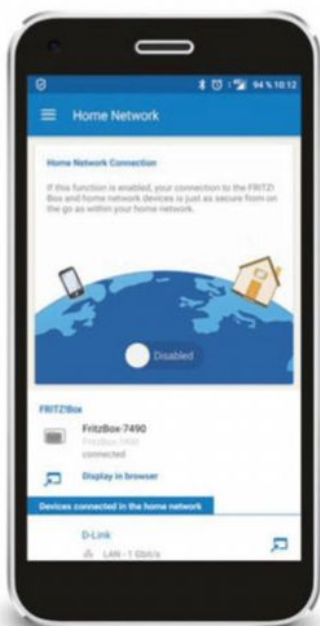 94 % 10:12
Home Network
Home Network Connection
If this function is enabled, your connection to the FRITZ!
Box and home network devices is just as secure from on
the go as within your home network.
Disabled
FRITZ!Box
FritzBox-7490
FritzBox 7490
connected
Display in browser
Devices connected in the home network
D-Link
LAN - 1 Gbit/s